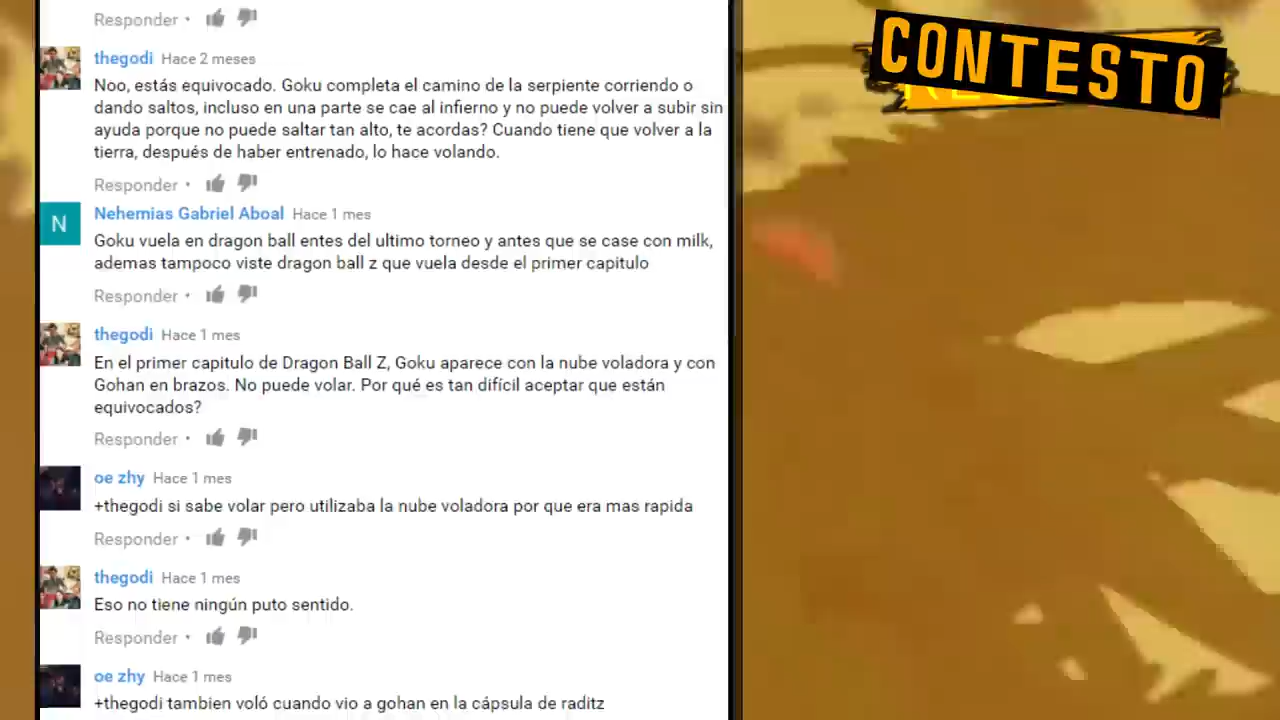 Responder •
CONTESTO
thegodi Hace 2 meses
Noo, estás equivocado. Goku completa el camino de la serpiente corriendo o
dando saltos, incluso en una parte se cae al infierno y no puede volver a subir sin
ayuda porque no puede saltar tan alto, te acordas? Cuando tiene que volver a la
tierra, después de haber entrenado, lo hace volando.
Responder •
N
Nehemias Gabriel Aboal Hace 1 mes
Goku vuela en dragon ball entes del ultimo torneo y antes que se case con milk,
ademas tampoco viste dragon ball z que vuela desde el primer capitulo
Responder •
thegodi Hace 1 mes
En el primer capitulo de Dragon Ball Z, Goku aparece con la nube voladora y con
Gohan en brazos. No puede volar. Por qué es tan difícil aceptar que están
equivocados?
Responder •
oe zhy Hace 1 mes
+thegodi si sabe volar pero utilizaba la nube voladora por que era mas rapida
Responder •
thegodi Hace 1 mes
Eso no tiene ningún puto sentido.
Responder •
oe zhy Hace 1 mes
+thegodi tambien voló cuando vio a gohan en la cápsula de raditz